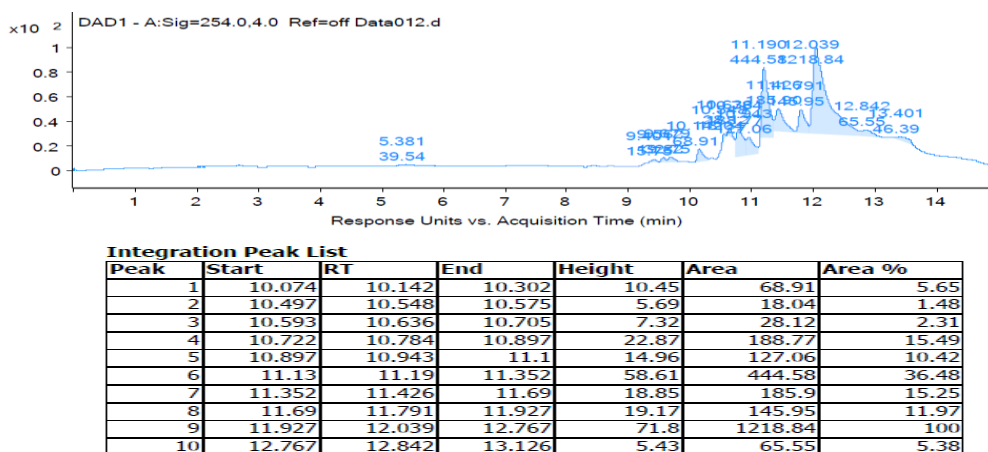 DAD1 - A:Sig=254.0,4.0 Ref=off Data012.d
x10 2
11.190 12.039
444.58 1218.84
1
0.8
0.6
0.4
0.2
0
12.842
65.55
13.401
46.39
5.381
39.54
68.91
1 2 3 4 5 6 7 8 9 10 11 12 13 14
Response Units vs. Acquisition Time (min)
Integration Peak List
Peak Start RT End Height Area Area %
1 10.074 10.142 10.302 10.45 68.91 5.65
2 10.497 10.548 10.575 5.69 18.04 1.48
3 10.593 10.636 10.705 7.32 28.12 2.31
4 10.722 10.784 10.897 22.87 188.77 15.49
5 10.897 10.943 11.1 14.96 127.06 10.42
6 11.13 11.19 11.352 58.61 444.58 36.48
7 11.352 11.426 11.69 18.85 185.9 15.25
8 11.69 11.791 11.927 19.17 145.95 11.97
9 11.927 12.039 12.767 71.8 1218.84 100
10 12.767 12.842 13.126 5.43 65.55 5.38